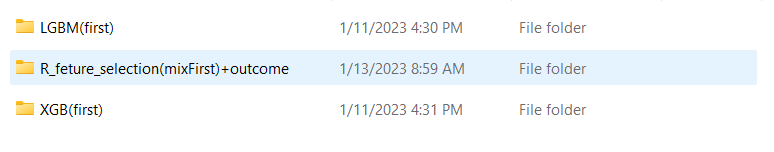 LGBM(first) 1/11/2023 4:30 PM File folder
R_feture_selection(mixFirst)+outcome 1/13/2023 8:59 AM File folder
XGB(first) 1/11/2023 4:31 PM File folder